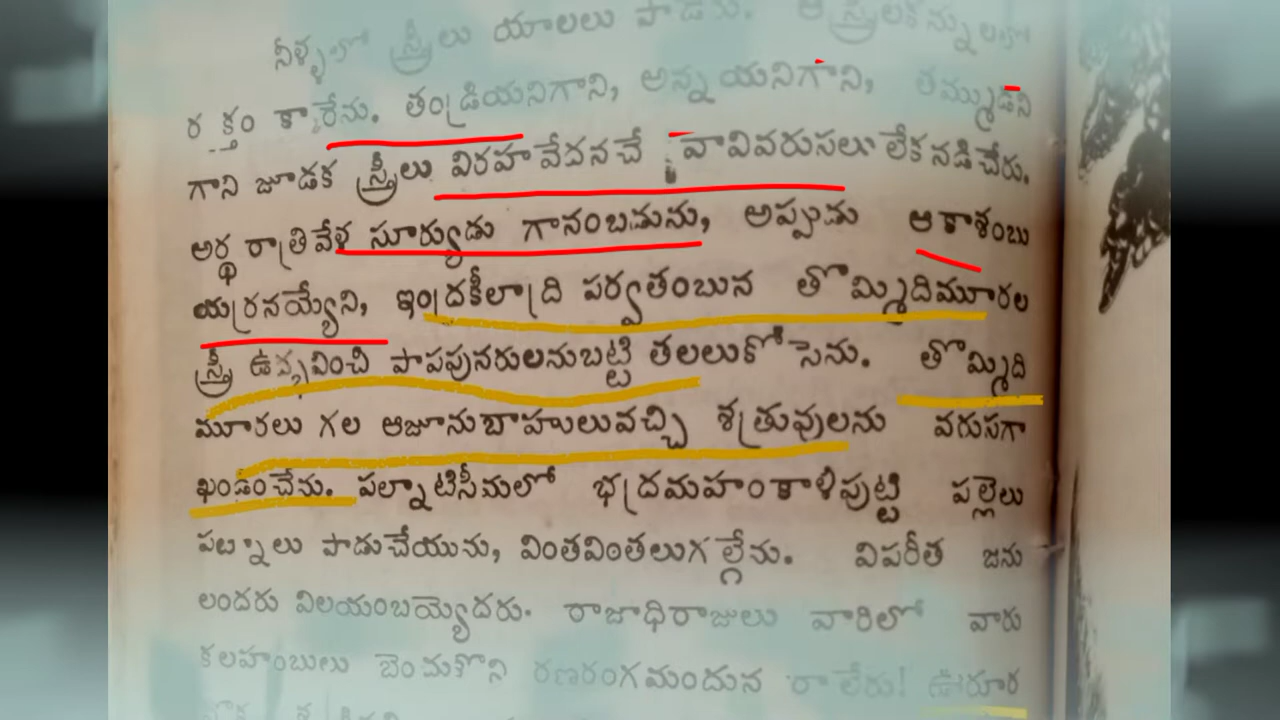 నీళ్ళలో స్త్రీలు యాలలు పాడెను. ఆ స్త్రీలకన్నులలో
రక్తం కారేను. తండ్రియనిగాని, అన్నయనిగాని, తమ్ముడని
గాని జూడక స్త్రీలు విరహవేదనచే వావివరుసలు లేకనడిచేరు.
అర్థ రాత్రివేళ సూర్యుడు గానంబడును, అప్పుడు ఆకాశంబు
యర్రనయ్యేని, ఇంద్రకీలాద్రి పర్వతంబున తొమ్మిదిమూరల
స్త్రీ ఉద్భవించి పాపపునరులనుబట్టి తలలుకోసెను. తొమ్మిది
మూరలు గల ఆజానుబాహులువచ్చి శత్రువులను వరుసగా
ఖండించేను. పల్నాటిసీమలో భద్రమహంకాళిపుట్టి పల్లెలు
పట్నాలు పాడుచేయును, వింతవింతలుగల్గేను. విపరీత జను
లందరు విలయంబయ్యెదరు. రాజాధిరాజులు వారిలో వారు
కలహంబులు బెంచుకొని రణరంగమందున రాలేరు! ఊరూర